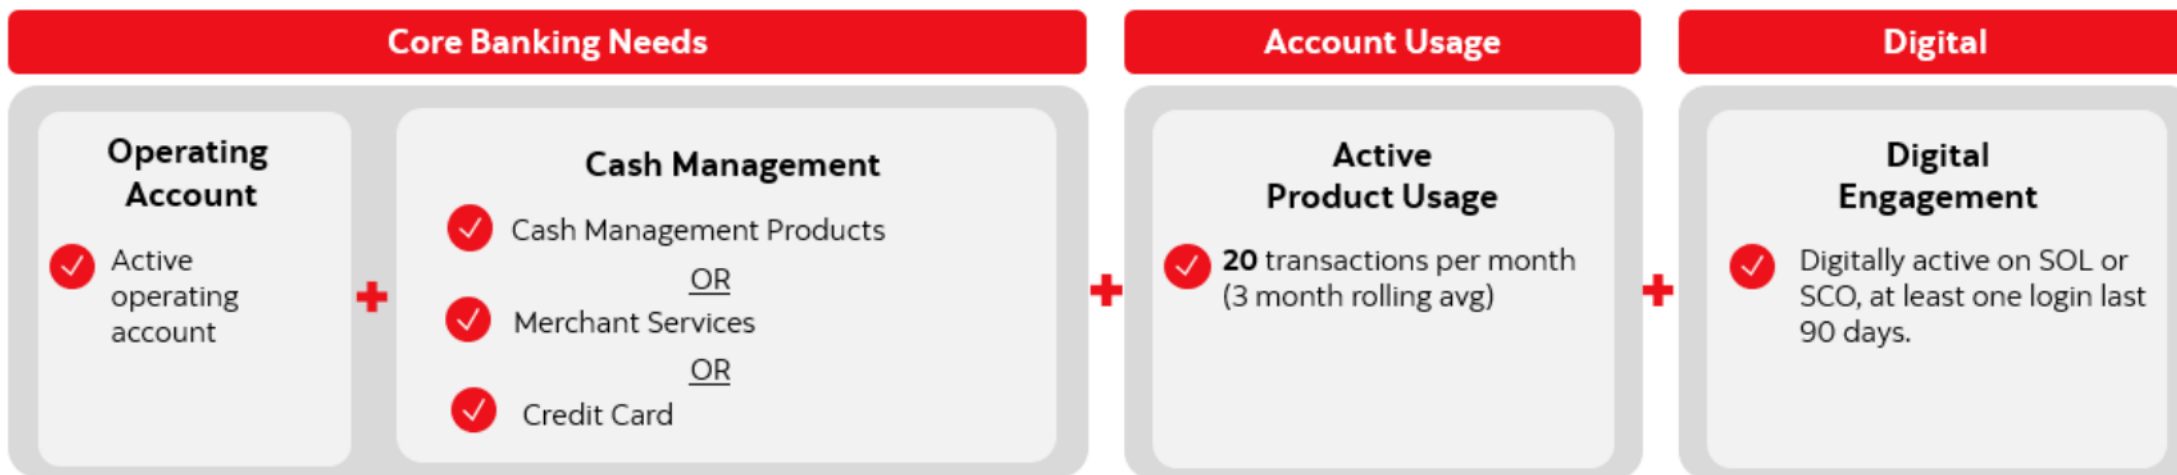 Core Banking Needs
Account Usage
Digital
Operating
Account
Active
operating
account
Cash Management
Cash Management Products
OR
Merchant Services
OR
Credit Card
Active
Product Usage
20 transactions per month
(3 month rolling avg)
Digital
Engagement
Digitally active on SOL or
SCO, at least one login last
90 days.